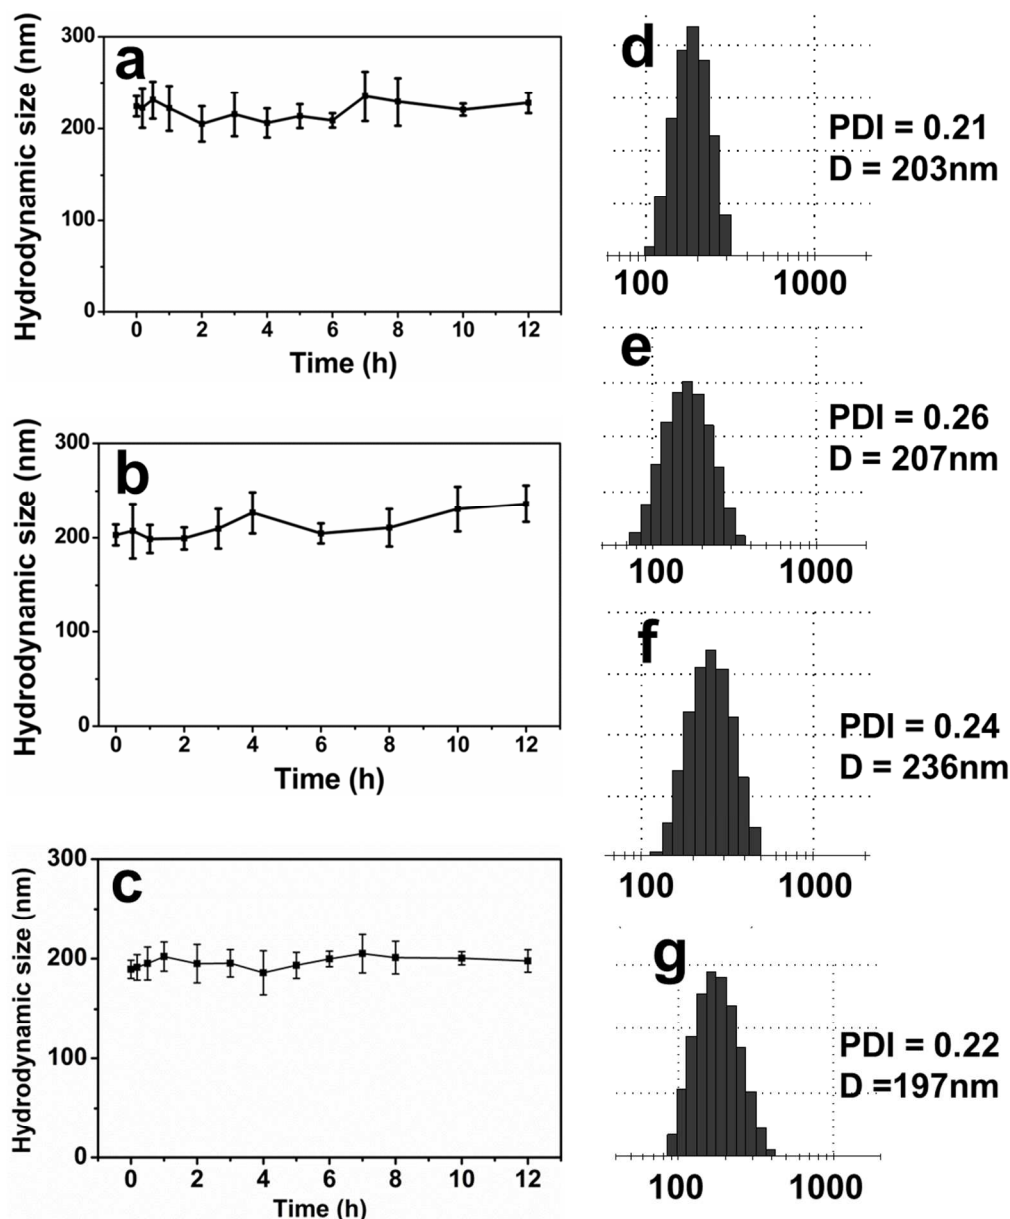 a
Hydrodynamic size (nm)
300
200
100
0
0 2 4 6 8 10 12
Time (h)
b
Hydrodynamic size (nm)
300
200
100
0
0 2 4 6 8 10 12
Time (h)
c
Hydrodynamic size (nm)
300
200
100
0
0 2 4 6 8 10 12
Time (h)
d
PDI = 0.21
D = 203nm
100 1000
e
PDI = 0.26
D = 207nm
100 1000
f
PDI = 0.24
D = 236nm
100 1000
g
PDI = 0.22
D =197nm
100 1000